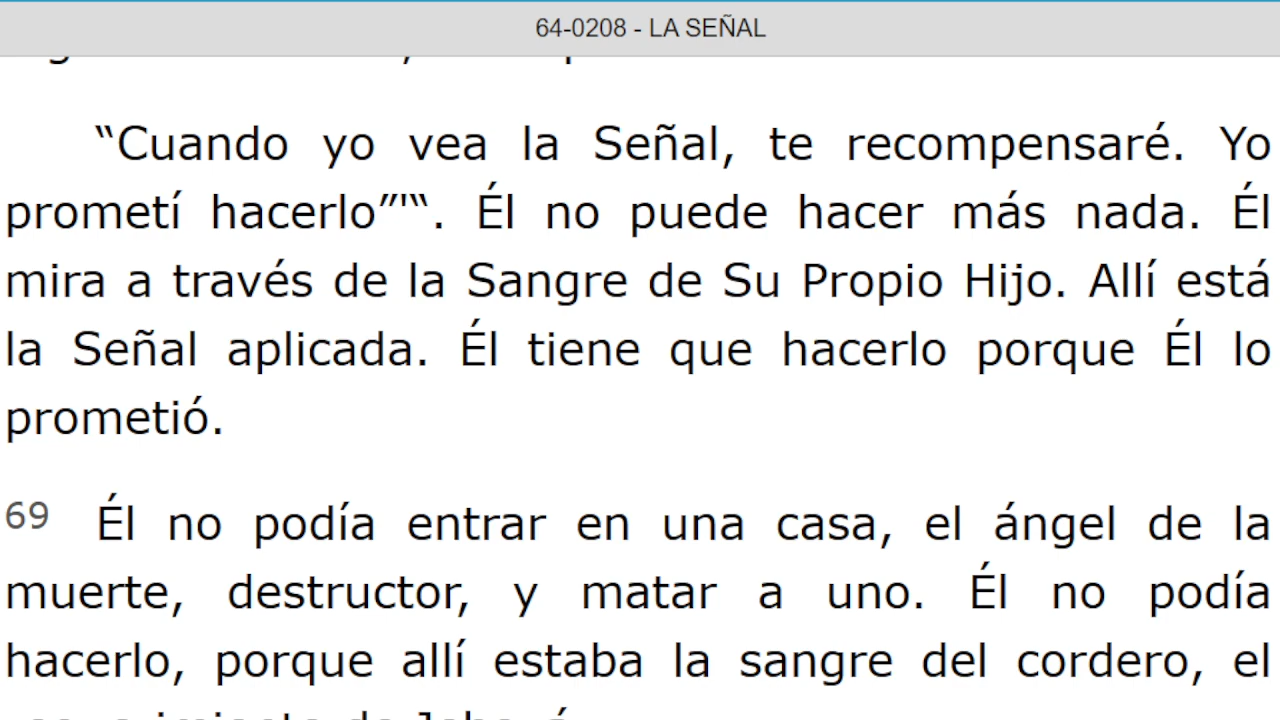 64-0208 - LA SEÑAL
“Cuando yo vea la Señal, te recompensaré. Yo
prometí hacerlo”'“. Él no puede hacer más nada. Él
mira a través de la Sangre de Su Propio Hijo. Allí está
la Señal aplicada. Él tiene que hacerlo porque Él lo
prometió.
69 Él no podía entrar en una casa, el ángel de la
muerte, destructor, y matar a uno. Él no podía
hacerlo, porque allí estaba la sangre del cordero, el